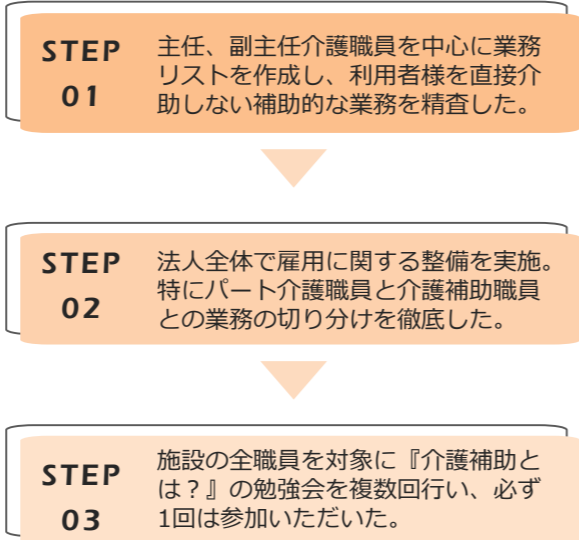 STEP
01
主任、副主任介護職員を中心に業務
リストを作成し、利用者様を直接介
助しない補助的な業務を精査した。
STEP
02
法人全体で雇用に関する整備を実施。
特にパート介護職員と介護補助職員
との業務の切り分けを徹底した。
STEP
03
施設の全職員を対象に『介護補助と
は？』の勉強会を複数回行い、必ず
1回は参加いただいた。